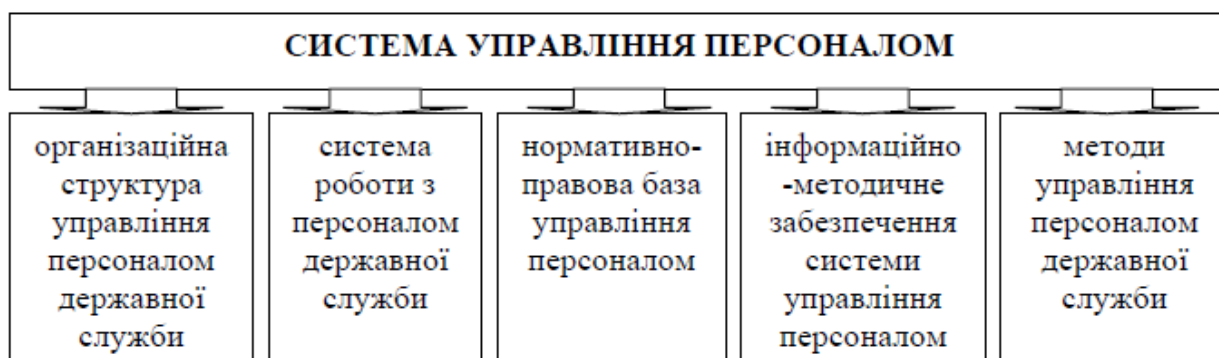 СИСТЕМА УПРАВЛІННЯ ПЕРСОНАЛОМ
організаційна
структура
управління
персоналом
державної
служби
система
роботи з
персоналом
державної
служби
нормативно-
правова база
управління
персоналом
інформаційно
-методичне
забезпечення
системи
управління
персоналом
методи
управління
персоналом
державної
служби